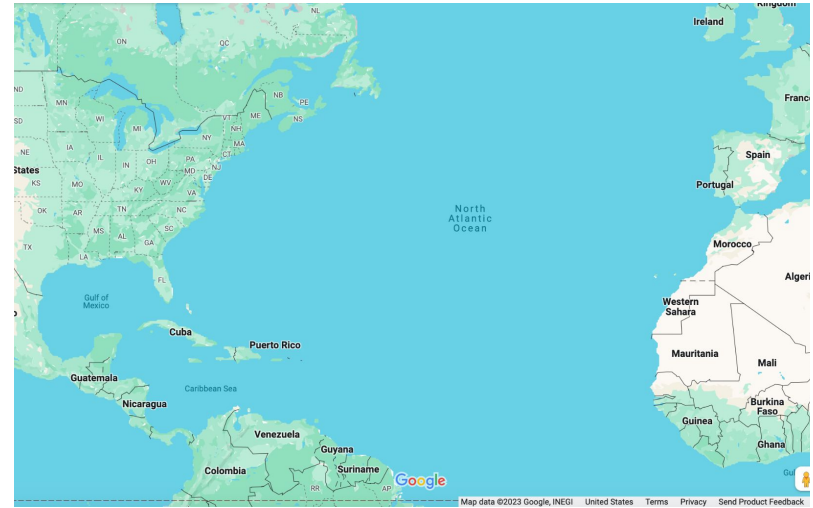 Kingdom
Ireland
NL
ON
QC
ND
MN
NB
PE
ME
NS
France
SD
WI
MI
VT
NH
NY
MA
CT
NE
IA
IL
IN
OH
PA
NJ
MD
DE
States
KS
MO
KY
WV
VA
Spain
Portugal
OK
AR
TN
NC
SC
MS
AL
GA
TX
LA
FL
North
Atlantic
Ocean
Morocco
Algeri
Gulf of
Mexico
Western
Sahara
Cuba
Puerto Rico
Mauritania
Mali
Guatemala
Caribbean Sea
Nicaragua
Burkina
Faso
Guinea
Ghana
Venezuela
Guyana
Colombia
Suriname
RR
AP
Google
Gul
Map data ©2023 Google, INEGI United States Terms Privacy Send Product Feedback